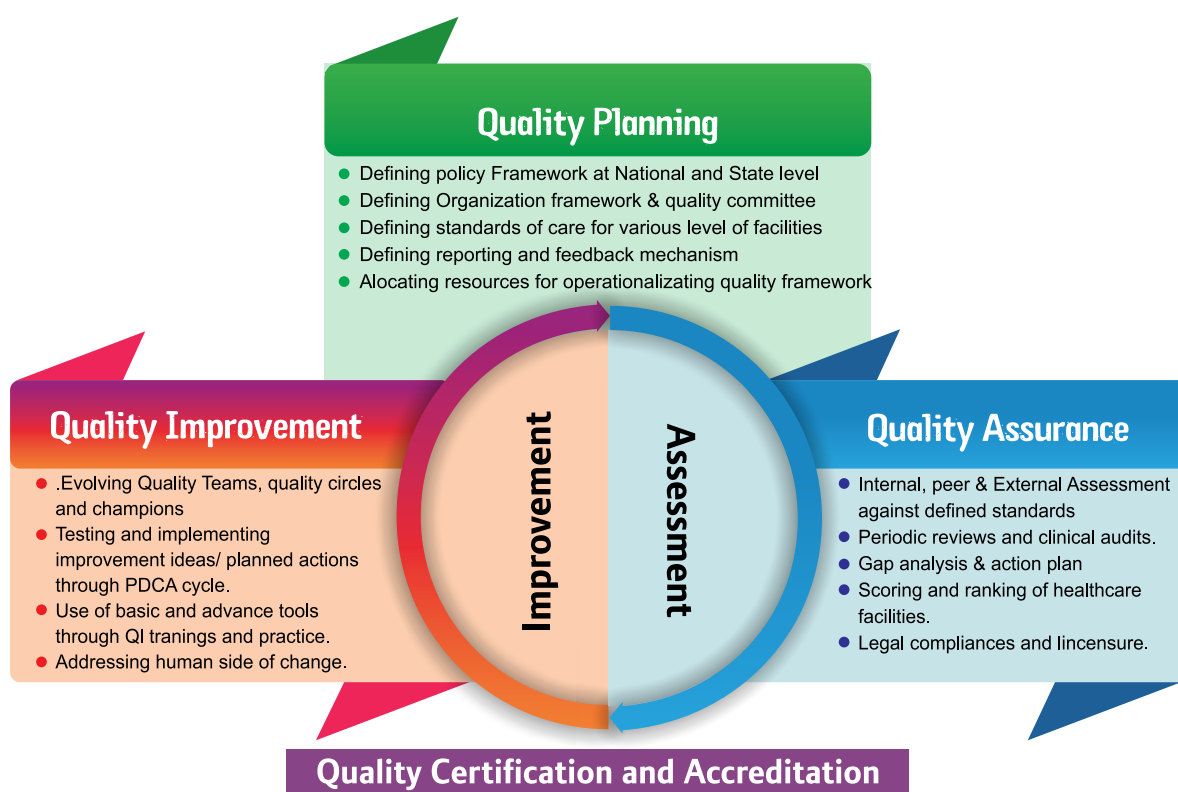 Quality Planning
Defining policy Framework at National and State level
Defining Organization framework & quality committee
Defining standards of care for various level of facilities
Defining reporting and feedback mechanism
Alocating resources for operationalizating quality framework
Quality Improvement
.Evolving Quality Teams, quality circles
and champions
Testing and implementing
improvement ideas/ planned actions
through PDCA cycle.
Use of basic and advance tools
through QI tranings and practice.
Addressing human side of change.
Improvement
Assessment
Quality Assurance
Internal, peer & External Assessment
against defined standards
Periodic reviews and clinical audits.
Gap analysis & action plan
Scoring and ranking of healthcare
facilities.
Legal compliances and lincensure.
Quality Certification and Accreditation